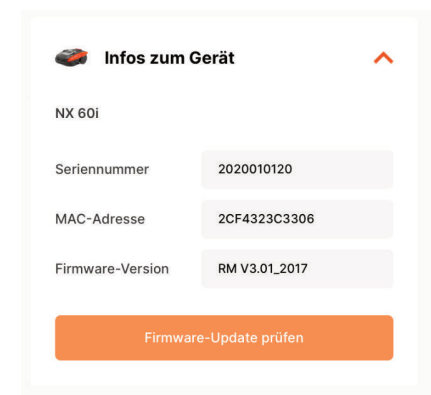 Infos zum Gerät
NX 60i
Seriennummer 2020010120
MAC-Adresse 2CF4323C3306
Firmware-Version RM V3.01_2017
Firmware-Update prüfen